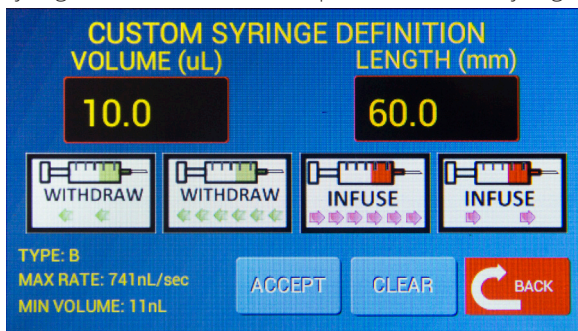 CUSTOM SYRINGE DEFINITION
VOLUME (uL)
LENGTH (mm)
10.0
60.0
WITHDRAW
WITHDRAW
INFUSE
INFUSE
TYPE: B
MAX RATE: 741nL/sec
MIN VOLUME: 11nL
ACCEPT
CLEAR
BACK